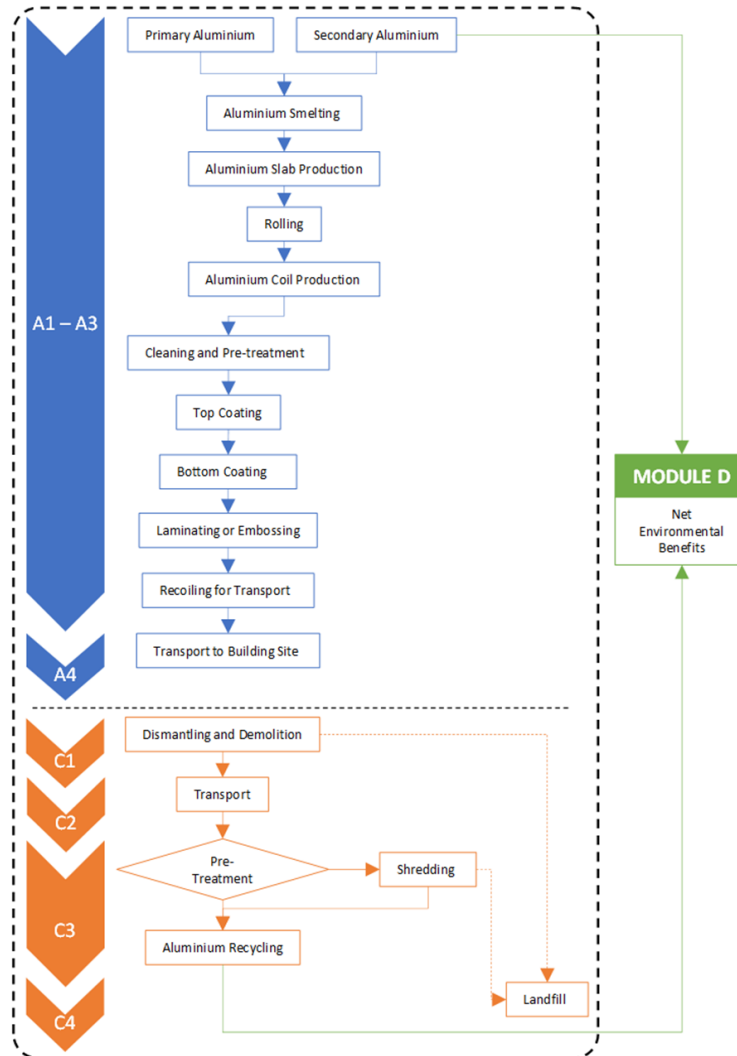 Primary Aluminium
Secondary Aluminium
Aluminium Smelting
Aluminium Slab Production
Rolling
Aluminium Coil Production
A1 – A3
Cleaning and Pre-treatment
Top Coating
Bottom Coating
Laminating or Embossing
Recoiling for Transport
Transport to Building Site
A4
MODULE D
Net
Environmental
Benefits
Dismantling and Demolition
C1
Transport
C2
Pre-
Treatment
Shredding
C3
Aluminium Recycling
Landfill
C4